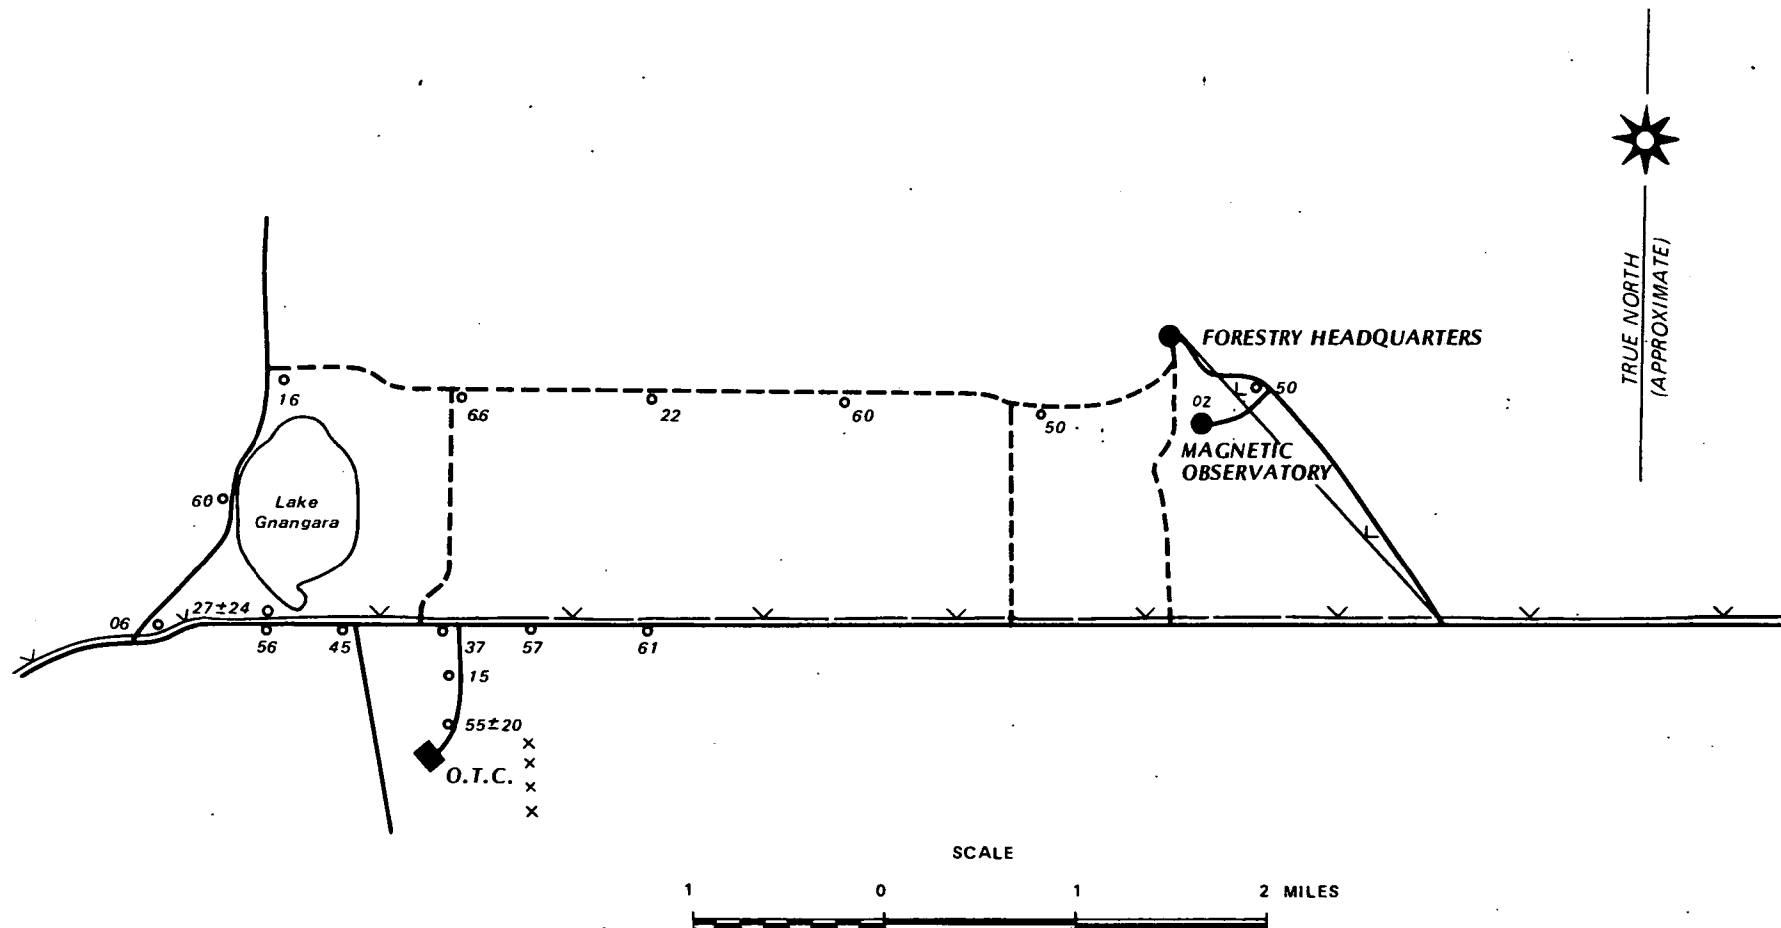 TRUE NORTH
(APPROXIMATE)
FORESTRY HEADQUARTERS
16
66
22
60
50
02
50
MAGNETIC
OBSERVATORY
60
Lake
Gnangara
27±24
06
56
45
37
57
61
15
55±20
O.T.C.
SCALE
1 0 1 2 MILES